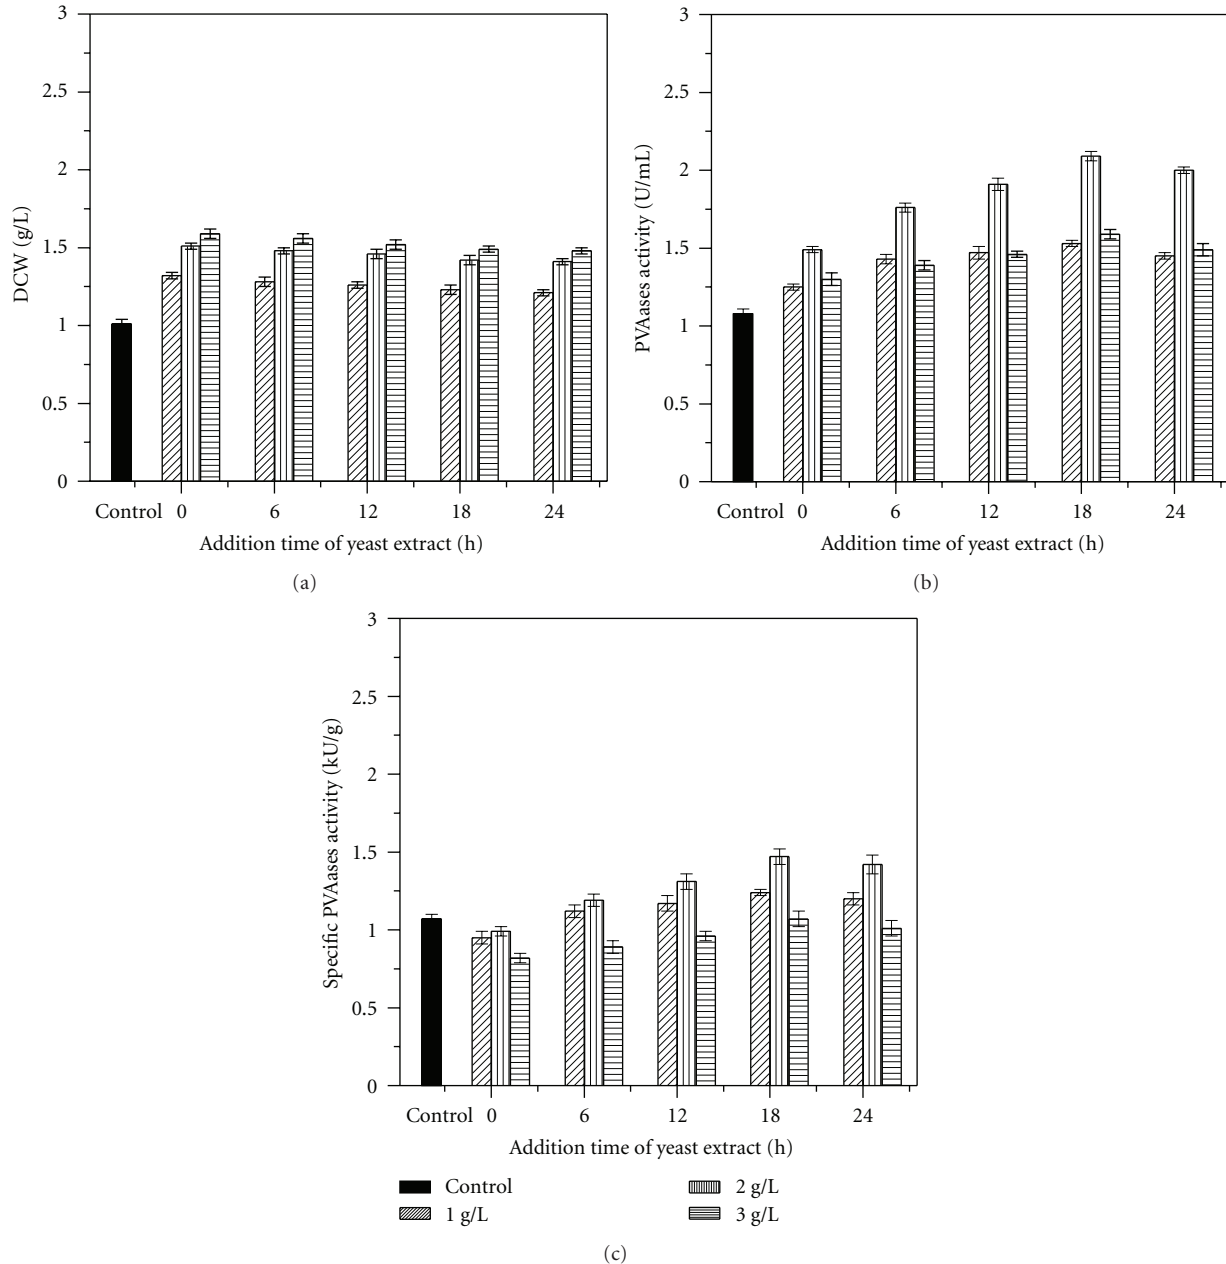 3
2.5
2
1.5
1
0.5
0
DCW (g/L)
Control 0 6 12 18 24
Addition time of yeast extract (h)
(a)
3
2.5
2
1.5
1
0.5
0
PVAases activity (U/mL)
Control 0 6 12 18 24
Addition time of yeast extract (h)
(b)
3
2.5
2
1.5
1
0.5
0
Specific PVAases activity (kU/g)
Control 0 6 12 18 24
Addition time of yeast extract (h)
Control
1 g/L
2 g/L
3 g/L
(c)